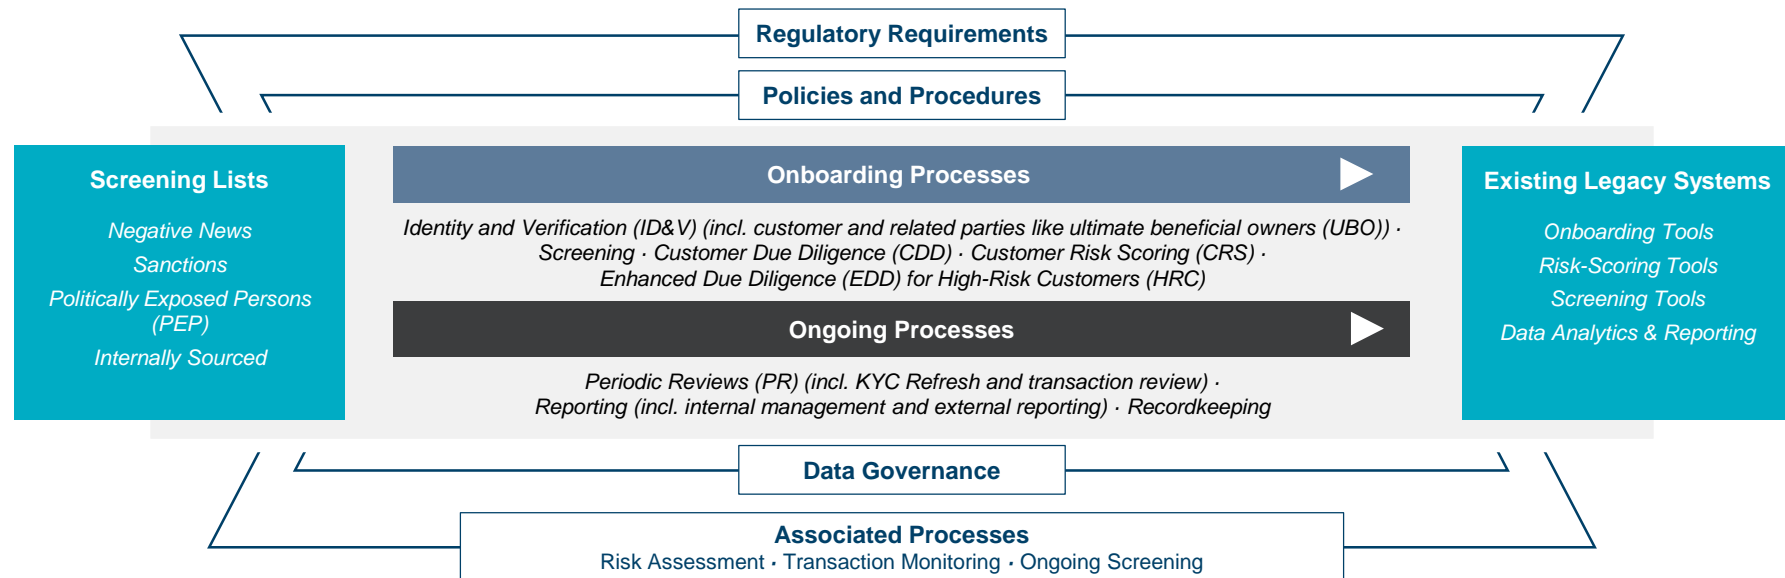 Regulatory Requirements
Policies and Procedures
Screening Lists
Negative News
Sanctions
Politically Exposed Persons
(PEP)
Internally Sourced
Onboarding Processes
Identity and Verification (ID&V) (incl. customer and related parties like ultimate beneficial owners (UBO)) ·
Screening · Customer Due Diligence (CDD) · Customer Risk Scoring (CRS) ·
Enhanced Due Diligence (EDD) for High-Risk Customers (HRC)
Ongoing Processes
Periodic Reviews (PR) (incl. KYC Refresh and transaction review) ·
Reporting (incl. internal management and external reporting) · Recordkeeping
Existing Legacy Systems
Onboarding Tools
Risk-Scoring Tools
Screening Tools
Data Analytics & Reporting
Data Governance
Associated Processes
Risk Assessment · Transaction Monitoring · Ongoing Screening